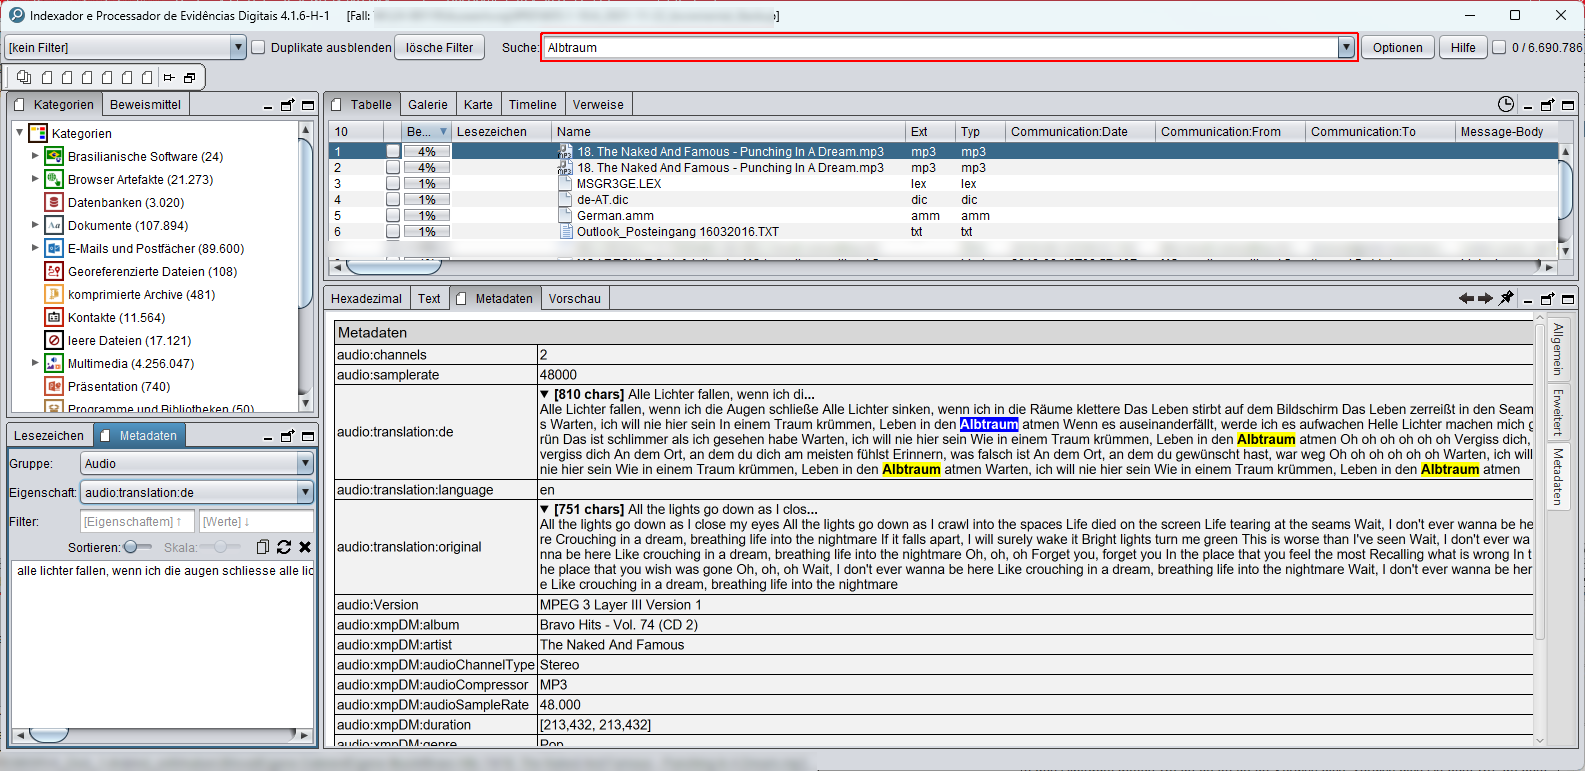 Indexador e Processador de Evidências Digitais 4.1.6-H-1 [Fall:
[kein Filter] Duplikate ausblenden lösche Filter Suche: Albtraum Optionen Hilfe 0 / 6.690.786
Kategorien Beweismittel
Kategorien
Brasilianische Software (24)
Browser Artefakte (21.273)
Datenbanken (3.020)
Dokumente (107.894)
E-Mails und Postfächer (89.600)
Georeferenzierte Dateien (108)
komprimierte Archive (481)
Kontakte (11.564)
leere Dateien (17.121)
Multimedia (4.256.047)
Präsentation (740)
Programme und Bibliotheken (50)
Lesezeichen Metadaten
Gruppe: Audio
Eigenschaft: audio:translation:de
Filter: [Eigenschaftem] ↑ [Werte] ↓
Sortieren: Skala:
alle lichter fallen, wenn ich die augen schliesse alle lic
Tabelle Galerie Karte Timeline Verweise
10 Be... Lesezeichen Name Ext Typ Communication:Date Communication:From Communication:To Message-Body
1 4% 18. The Naked And Famous - Punching In A Dream.mp3 mp3 mp3
2 4% 18. The Naked And Famous - Punching In A Dream.mp3 mp3 mp3
3 1% MSGR3GE.LEX lex lex
4 1% de-AT.dic dic dic
5 1% German.amm amm amm
6 1% Outlook_Posteingang 16032016.TXT txt txt
Hexadezimal Text Metadaten Vorschau
Metadaten
audio:channels 2
audio:samplerate 48000
audio:translation:de
▼ [810 chars] Alle Lichter fallen, wenn ich di...
Alle Lichter fallen, wenn ich die Augen schließe Alle Lichter sinken, wenn ich in die Räume klettere Das Leben stirbt auf dem Bildschirm Das Leben zerreißt in den Seam
s Warten, ich will nie hier sein In einem Traum krümmen, Leben in den Albtraum atmen Wenn es auseinanderfällt, werde ich es aufwachen Helle Lichter machen mich g
rün Das ist schlimmer als ich gesehen habe Warten, ich will nie hier sein Wie in einem Traum krümmen, Leben in den Albtraum atmen Oh oh oh oh oh oh Vergiss dich,
vergiss dich An dem Ort, an dem du dich am meisten fühlst Erinnern, was falsch ist An dem Ort, an dem du gewünscht hast, war weg Oh oh oh oh oh oh Warten, ich will
nie hier sein Wie in einem Traum krümmen, Leben in den Albtraum atmen Warten, ich will nie hier sein Wie in einem Traum krümmen, Leben in den Albtraum atmen
audio:translation:language en
audio:translation:original
▼ [751 chars] All the lights go down as I clos...
All the lights go down as I close my eyes All the lights go down as I crawl into the spaces Life died on the screen Life tearing at the seams Wait, I don't ever wanna be he
re Crouching in a dream, breathing life into the nightmare If it falls apart, I will surely wake it Bright lights turn me green This is worse than I've seen Wait, I don't ever wa
nna be here Like crouching in a dream, breathing life into the nightmare Oh, oh, oh Forget you, forget you In the place that you feel the most Recalling what is wrong In t
he place that you wish was gone Oh, oh, oh Wait, I don't ever wanna be here Like crouching in a dream, breathing life into the nightmare Wait, I don't ever wanna be her
e Like crouching in a dream, breathing life into the nightmare
audio:Version MPEG 3 Layer III Version 1
audio:xmpDM:album Bravo Hits - Vol. 74 (CD 2)
audio:xmpDM:artist The Naked And Famous
audio:xmpDM:audioChannelType Stereo
audio:xmpDM:audioCompressor MP3
audio:xmpDM:audioSampleRate 48.000
audio:xmpDM:duration [213,432, 213,432]
audio:xmpDM:genre Pop
Allgemein
Erweitert
Metadaten